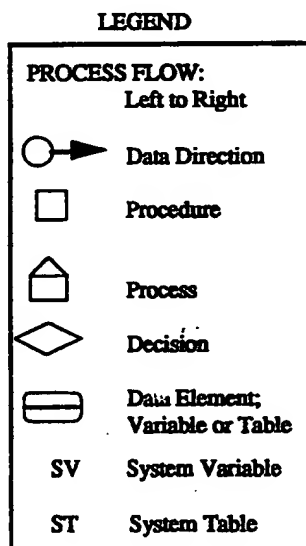 LEGEND
PROCESS FLOW:
Left to Right
Data Direction
Procedure
Process
Decision
Data Element;
Variable or Table
SV System Variable
ST System Table